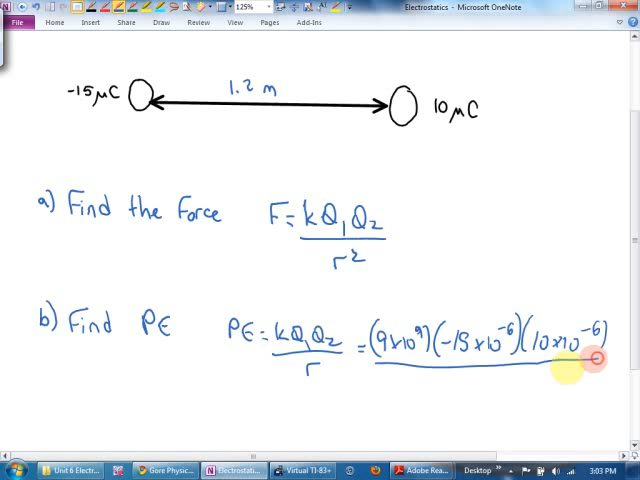 Electrostatics - Microsoft OneNote
125%
File Home Insert Share Draw Review View Add-Ins
-15μC
1.2 m
10μC
a) Find the Force F = kQ₁Q₂
r²
b) Find PE PE = kQ₁Q₂ = (9×10⁹)(-15×10⁻⁶)(10×10⁻⁶)
r
Unit 6 Electr... Gore Physic... Electrostati... Virtual TI-83+ Adobe Rea... Desktop » 3:03 PM